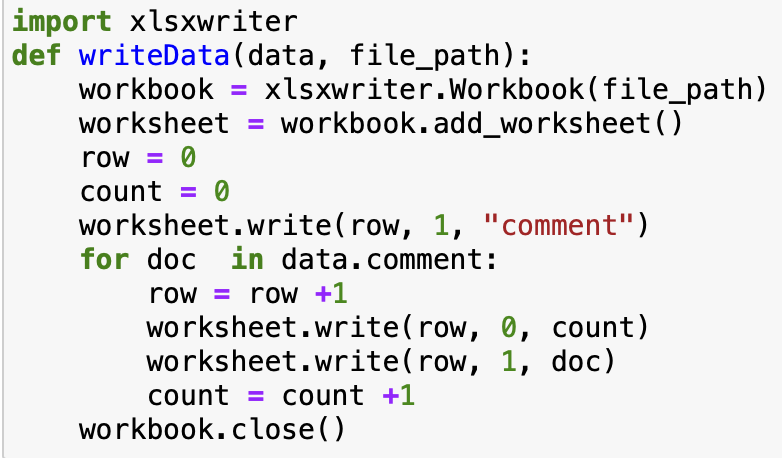 import xlsxwriter
def writeData(data, file_path):
    workbook = xlsxwriter.Workbook(file_path)
    worksheet = workbook.add_worksheet()
    row = 0
    count = 0
    worksheet.write(row, 1, "comment")
    for doc  in data.comment:
        row = row +1
        worksheet.write(row, 0, count)
        worksheet.write(row, 1, doc)
        count = count +1
    workbook.close()